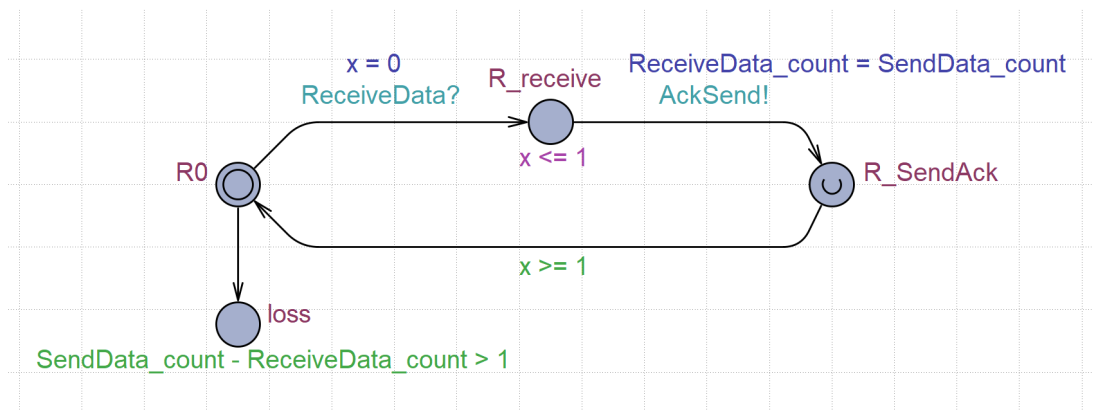 x = 0
ReceiveData?
R_receive
ReceiveData_count = SendData_count
AckSend!
x <= 1
R0
R_SendAck
x >= 1
loss
SendData_count - ReceiveData_count > 1